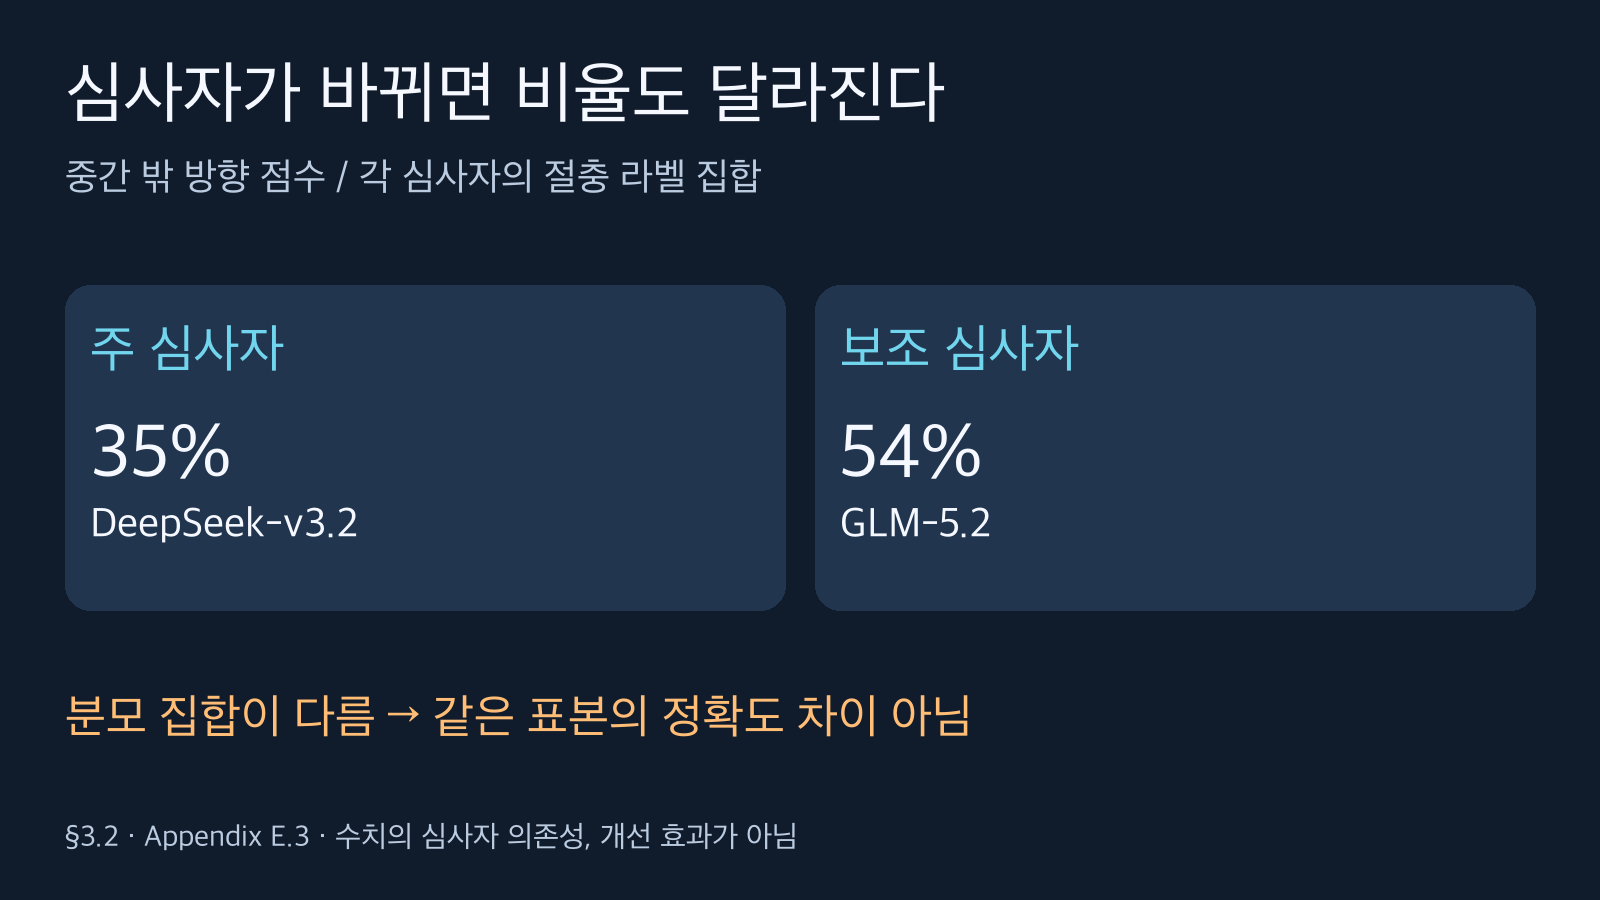 심사자가 바뀌면 비율도 달라진다
중간 밖 방향 점수 / 각 심사자의 절충 라벨 집합
주 심사자
35%
DeepSeek-v3.2
보조 심사자
54%
GLM-5.2
분모 집합이 다름 → 같은 표본의 정확도 차이 아님
§3.2 · Appendix E.3 · 수치의 심사자 의존성, 개선 효과가 아님